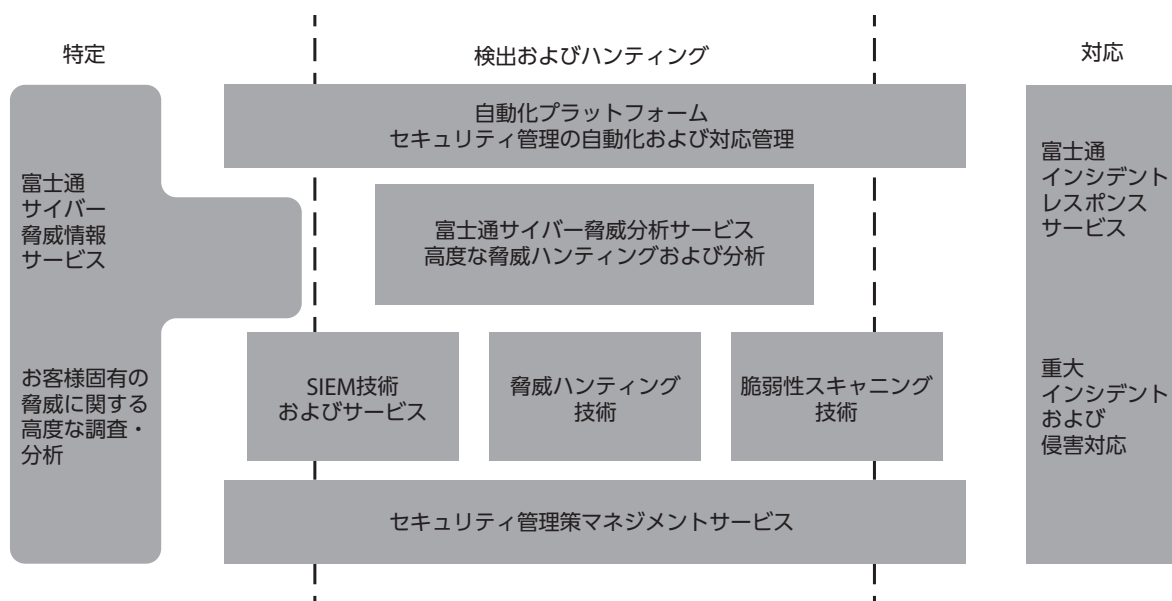 特定
検出およびハンティング
対応
富士通
サイバー
脅威情報
サービス
お客様固有の
脅威に関する
高度な調査・
分析
自動化プラットフォーム
セキュリティ管理の自動化および対応管理
富士通サイバー脅威分析サービス
高度な脅威ハンティングおよび分析
SIEM技術
およびサービス
脅威ハンティング
技術
脆弱性スキャニング
技術
セキュリティ管理策マネジメントサービス
富士通
インシデント
レスポンス
サービス
重大
インシデント
および
侵害対応